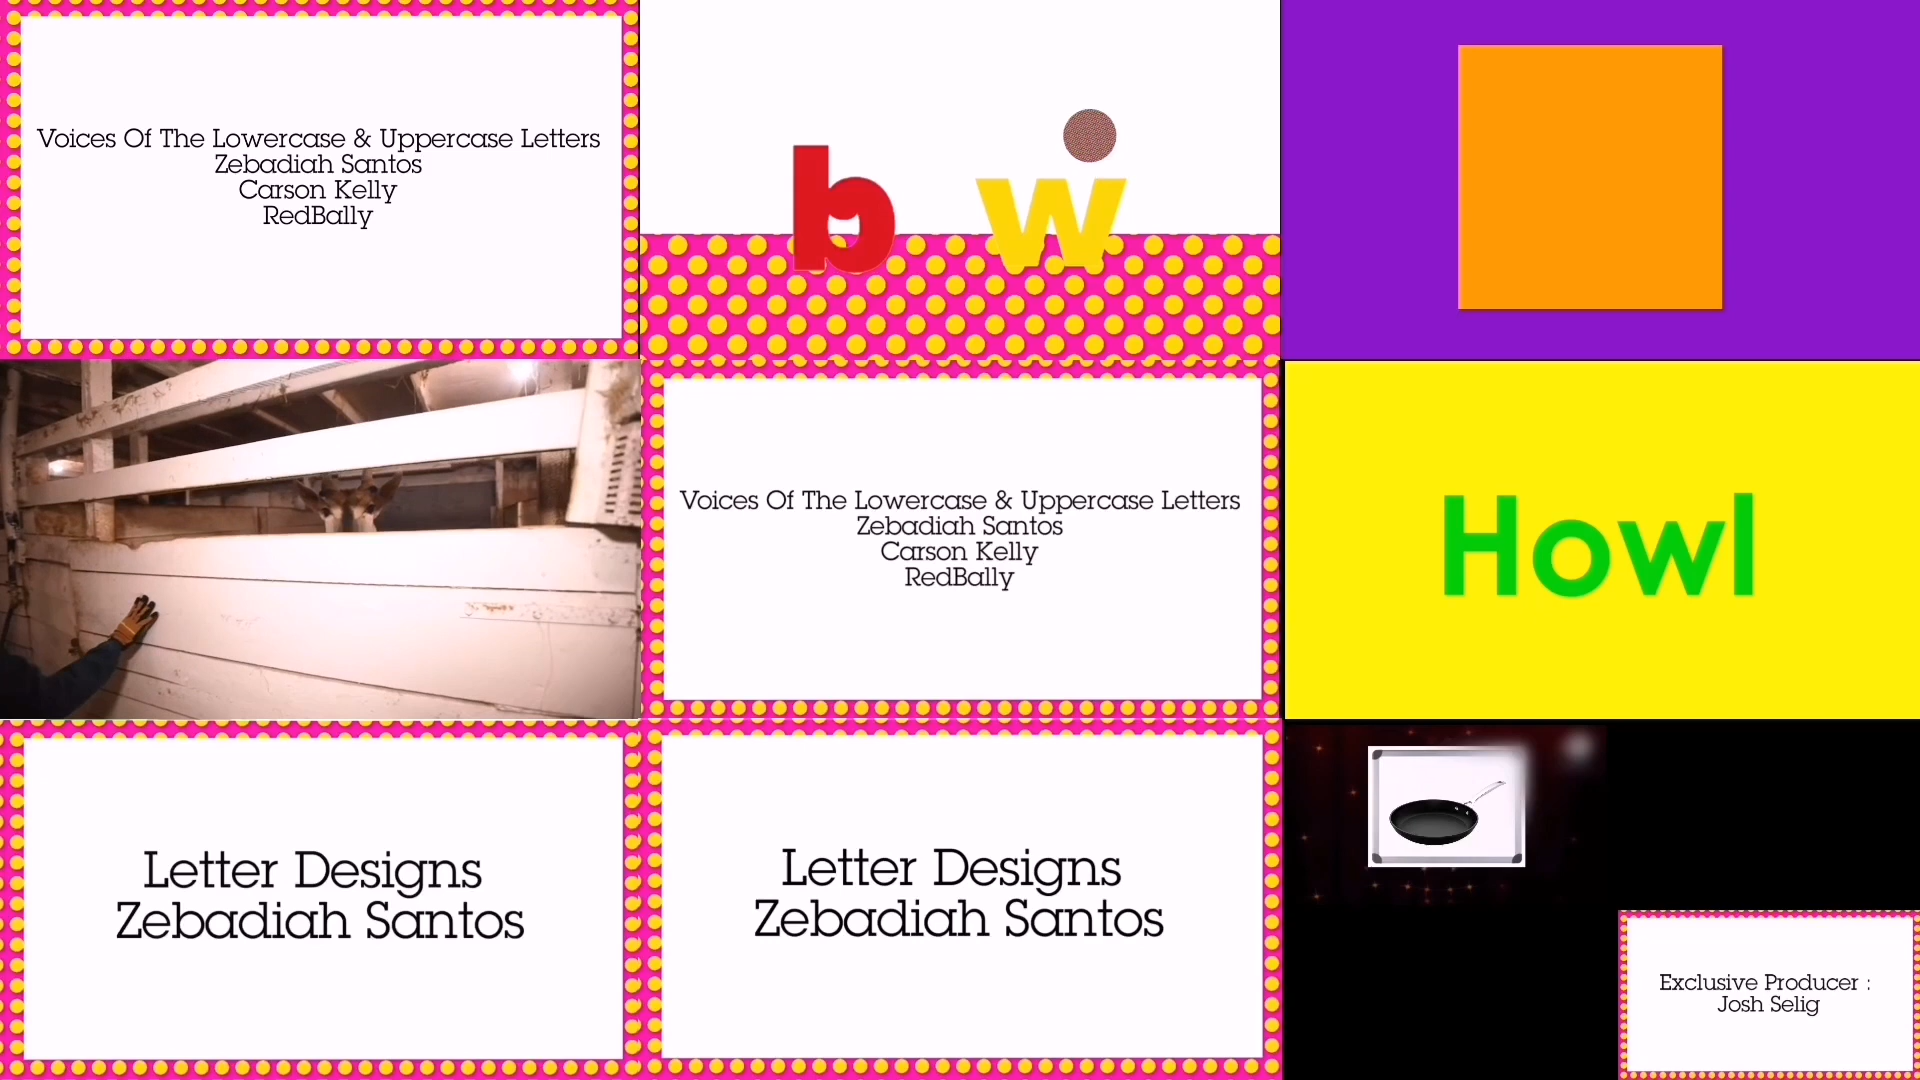 Voices Of The Lowercase & Uppercase Letters
Zebadiah Santos
Carson Kelly
RedBally
b w
Voices Of The Lowercase & Uppercase Letters
Zebadiah Santos
Carson Kelly
RedBally
Howl
Letter Designs
Zebadiah Santos
Letter Designs
Zebadiah Santos
Exclusive Producer :
Josh Selig